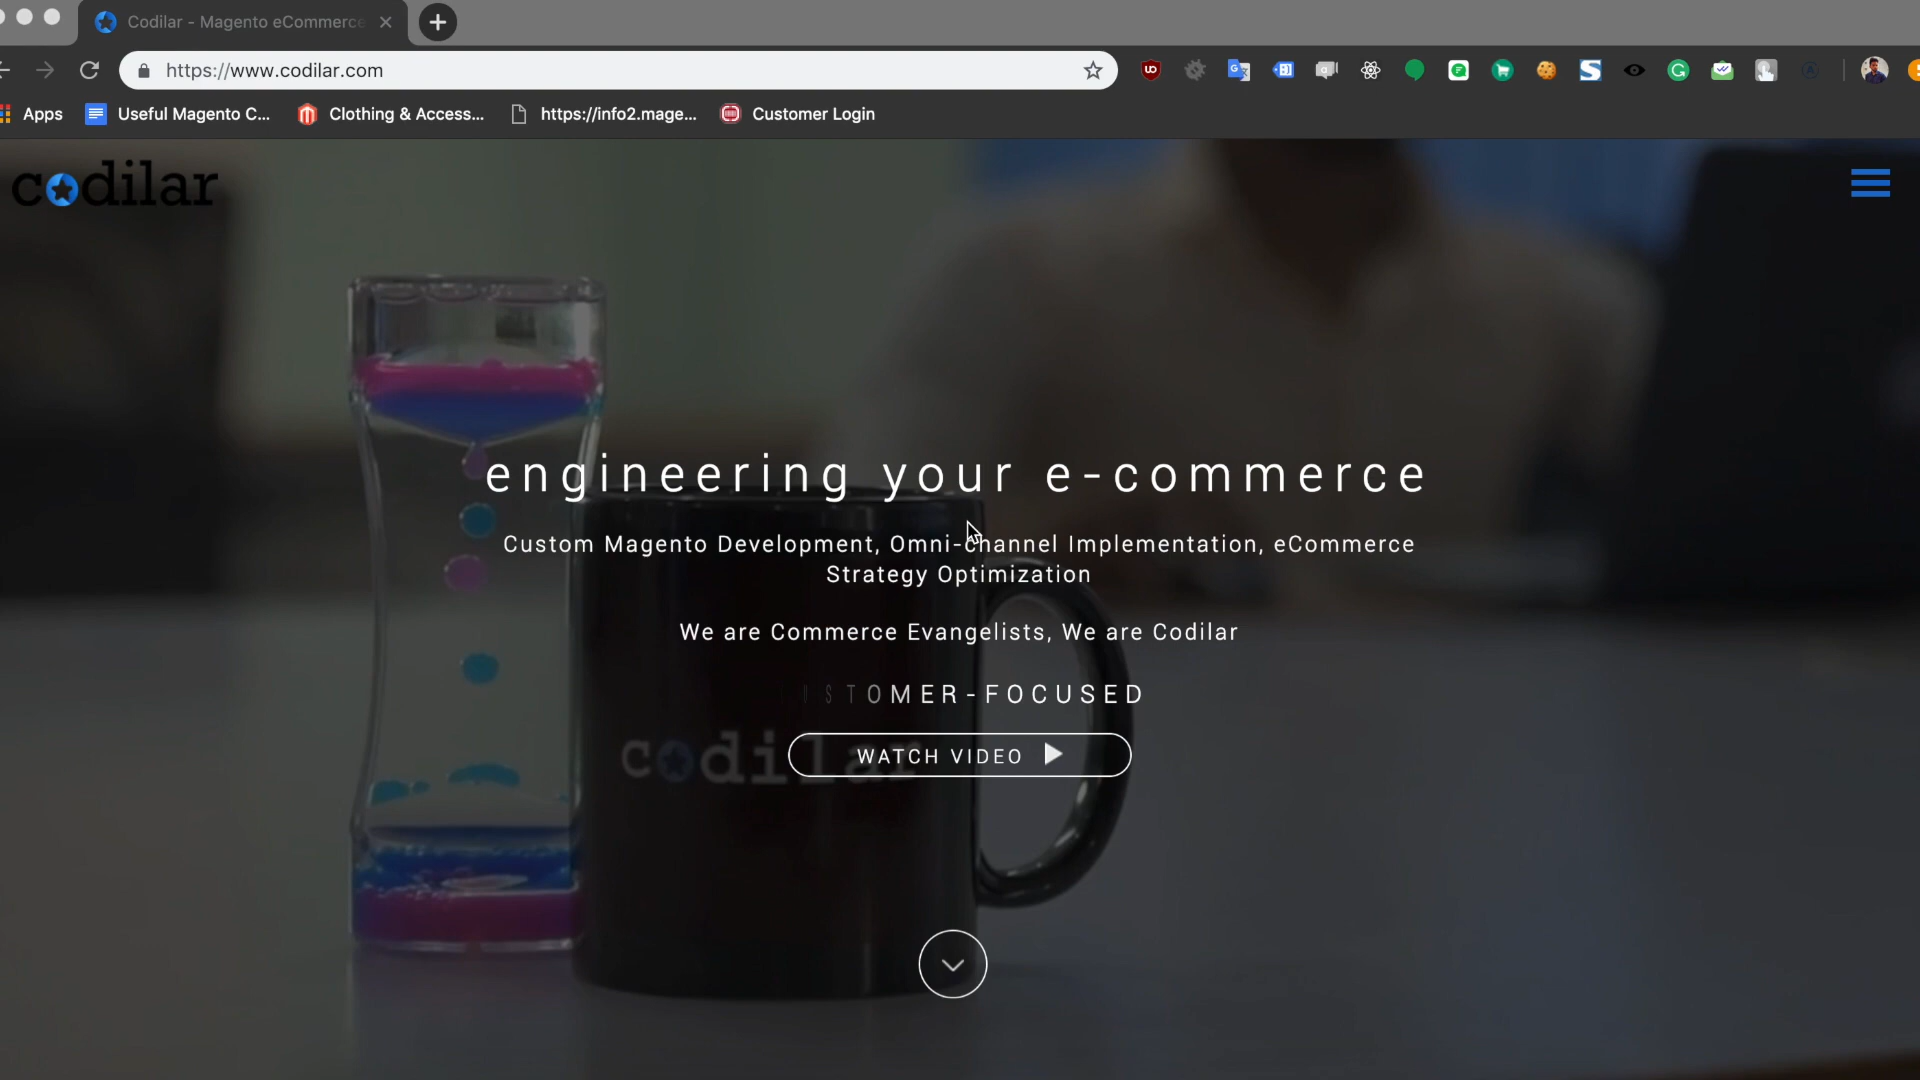 Codilar - Magento eCommerce
https://www.codilar.com
Apps
Useful Magento C...
Clothing & Access...
https://info2.mage...
Customer Login
codilar
engineering your e-commerce
Custom Magento Development, Omni-channel Implementation, eCommerce
Strategy Optimization
We are Commerce Evangelists, We are Codilar
STOMER-FOCUSED
WATCH VIDEO
codilar